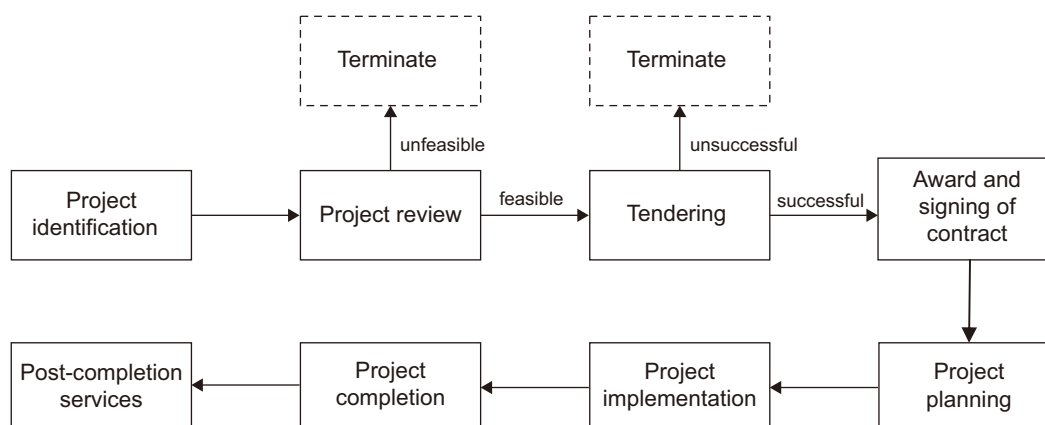 Terminate
Terminate
unfeasible
unsuccessful
Project
identification
Project review
feasible
Tendering
successful
Award and
signing of
contract
Post-completion
services
Project
completion
Project
implementation
Project
planning